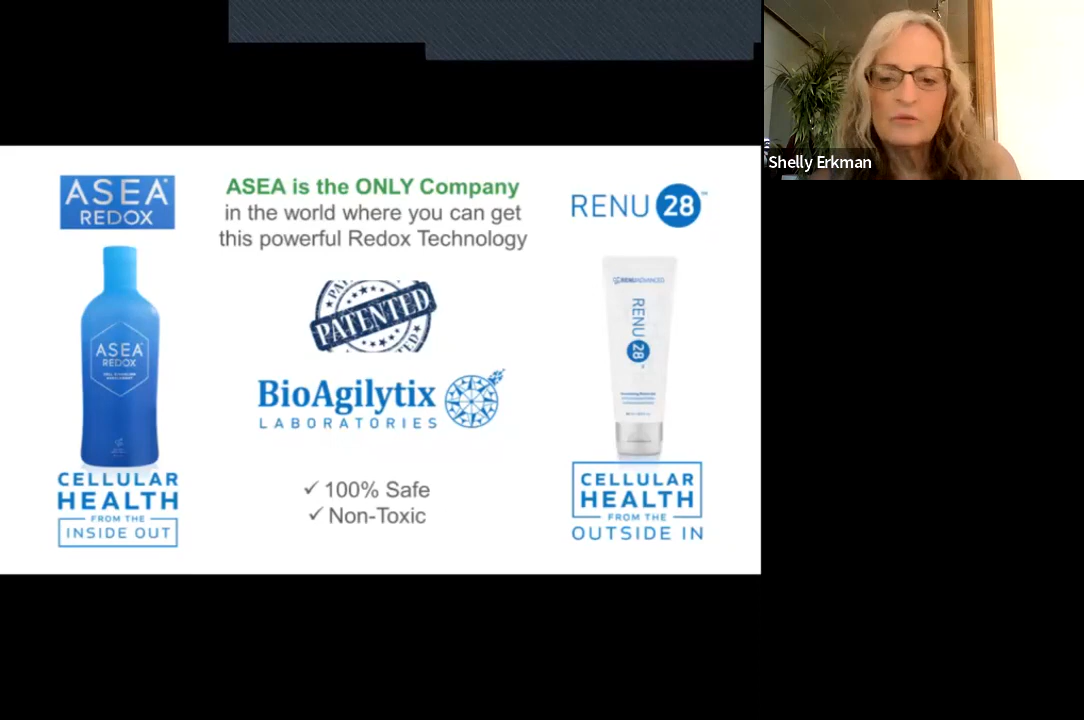 ASEA
REDOX
ASEA is the ONLY Company
in the world where you can get
this powerful Redox Technology
RENU 28™
Shelly Erkman
PATENTED
BioAgilytix
LABORATORIES
✓ 100% Safe
✓ Non-Toxic
ASEA
REDOX
CELLULAR
HEALTH
FROM THE
INSIDE OUT
RENUADVANCED
RENU
28
CELLULAR
HEALTH
FROM THE
OUTSIDE IN